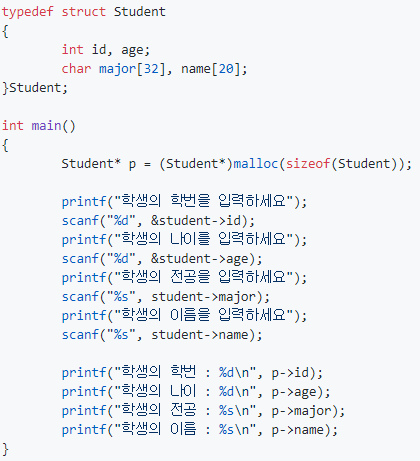 typedef struct Student
{
int id, age;
char major[32], name[20];
}Student;
int main()
{
Student* p = (Student*)malloc(sizeof(Student));
printf("학생의 학번을 입력하세요");
scanf("%d", &student->id);
printf("학생의 나이를 입력하세요");
scanf("%d", &student->age);
printf("학생의 전공을 입력하세요");
scanf("%s", student->major);
printf("학생의 이름을 입력하세요");
scanf("%s", student->name);
printf("학생의 학번 : %d\n", p->id);
printf("학생의 나이 : %d\n", p->age);
printf("학생의 전공 : %s\n", p->major);
printf("학생의 이름 : %s\n", p->name);
}